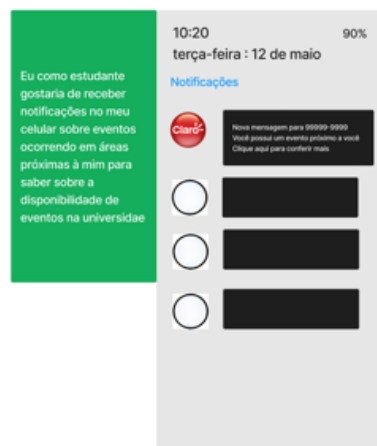 Eu como estudante
gostaria de receber
notificações no meu
celular sobre eventos
ocorrendo em áreas
próximas à mim para
saber sobre a
disponibilidade de
eventos na universidae
10:20
90%
terça-feira : 12 de maio
Notificações
Claro
Nova mensagem para 99999-9999
Você possui um evento próximo a você
Clique aqui para conferir mais